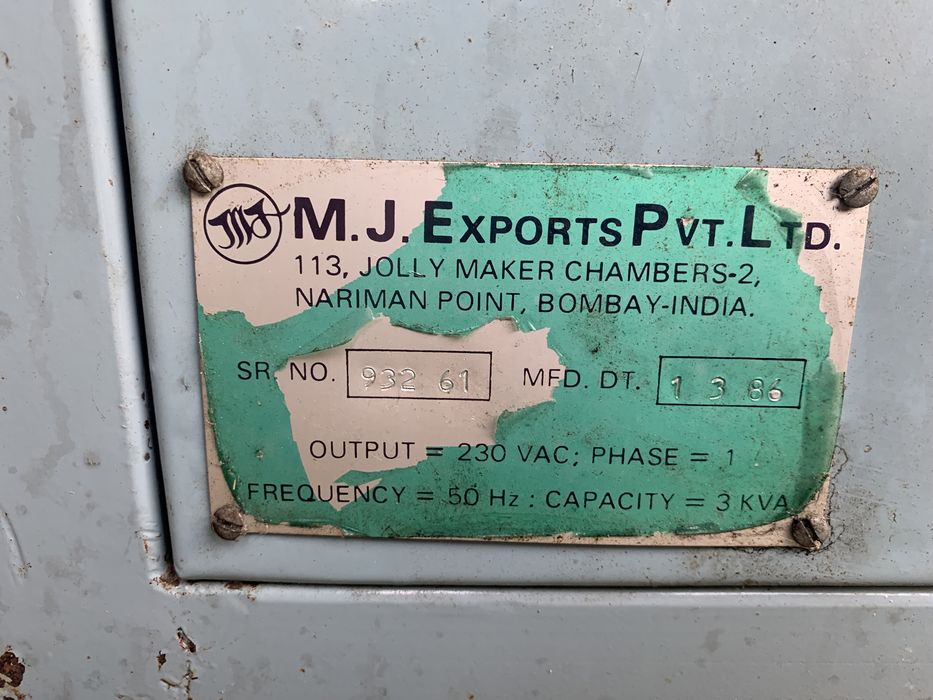 MJ M.J. EXPORTS PVT. LTD.
113, JOLLY MAKER CHAMBERS-2,
NARIMAN POINT, BOMBAY-INDIA.
SR. NO. 932 61 MFD. DT. 1 3 86
OUTPUT = 230 VAC; PHASE = 1
FREQUENCY = 50 Hz : CAPACITY = 3 KVA